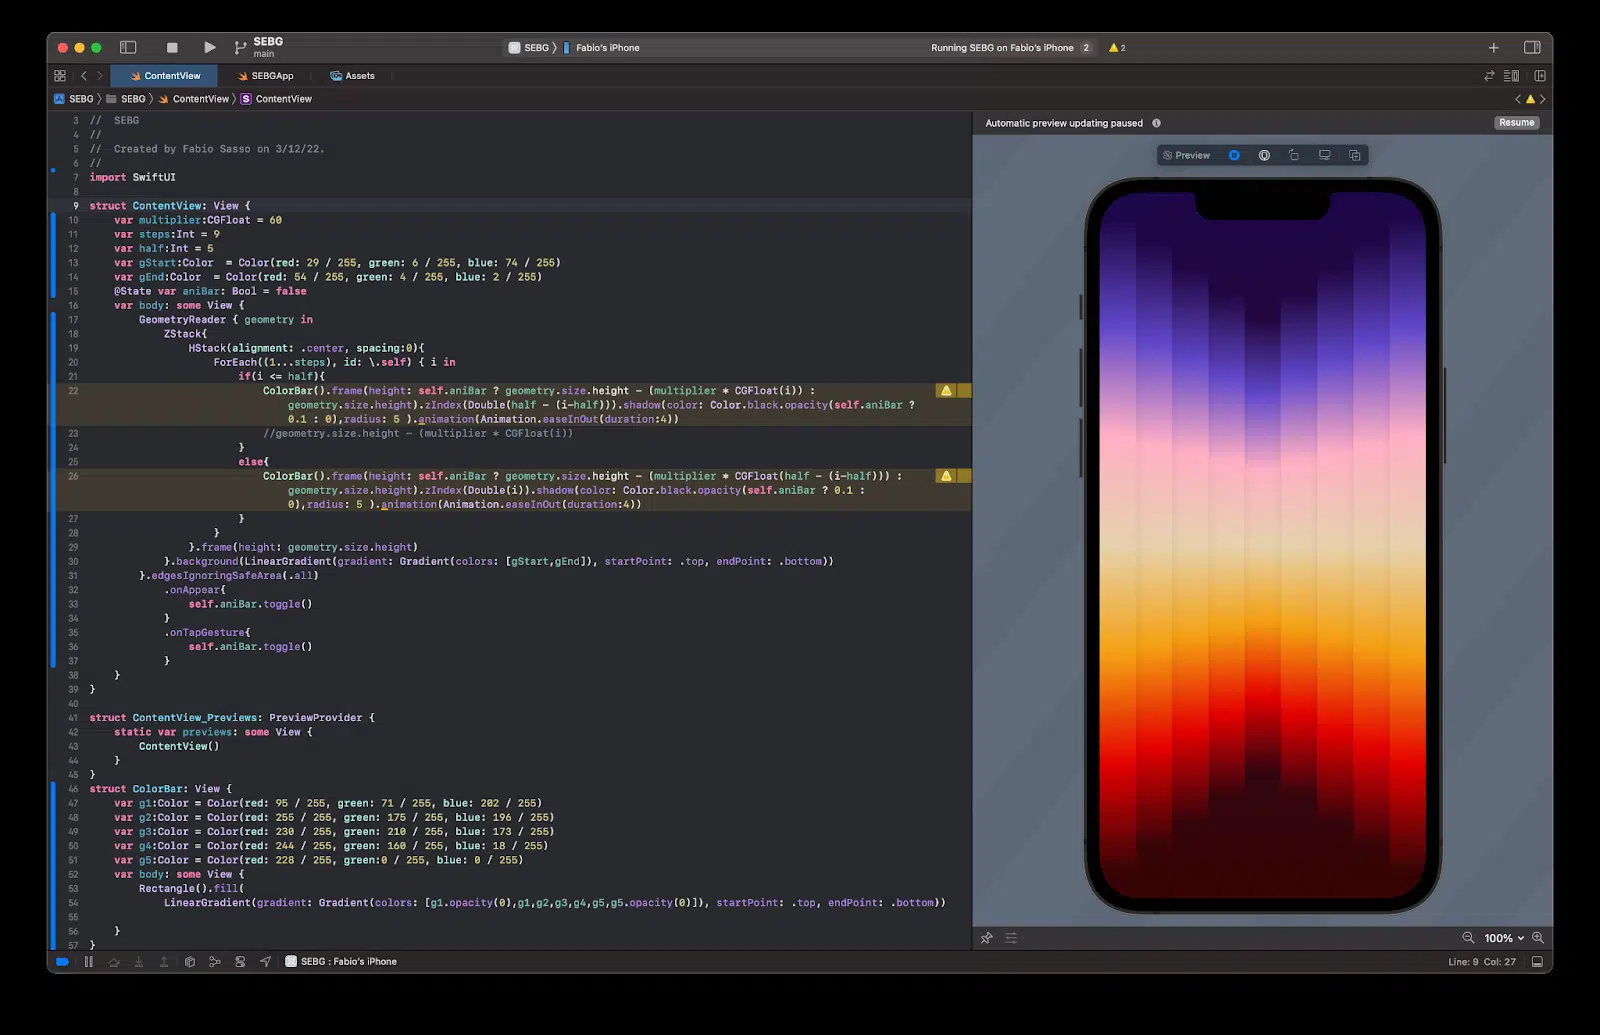 SEBG
main
SEBG 〉 Fabio's iPhone
Running SEBG on Fabio's iPhone 2
2
ContentView
SEBGApp
Assets
SEBG 〉 SEBG 〉 ContentView 〉 S ContentView
3 //  SEBG
4 //
5 //  Created by Fabio Sasso on 3/12/22.
6 //
7 import SwiftUI
8
9 struct ContentView: View {
10     var multiplier:CGFloat = 60
11     var steps:Int = 9
12     var half:Int = 5
13     var gStart:Color  = Color(red: 29 / 255, green: 6 / 255, blue: 74 / 255)
14     var gEnd:Color  = Color(red: 54 / 255, green: 4 / 255, blue: 2 / 255)
15     @State var aniBar: Bool = false
16     var body: some View {
17         GeometryReader { geometry in
18             ZStack{
19                 HStack(alignment: .center, spacing:0){
20                     ForEach((1...steps), id: \.self) { i in
21                         if(i <= half){
22                             ColorBar().frame(height: self.aniBar ? geometry.size.height - (multiplier * CGFloat(i)) :
geometry.size.height).zIndex(Double(half - (i-half))).shadow(color: Color.black.opacity(self.aniBar ?
0.1 : 0),radius: 5 ).animation(Animation.easeInOut(duration:4))
23                             //geometry.size.height - (multiplier * CGFloat(i))
24                         }
25                         else{
26                             ColorBar().frame(height: self.aniBar ? geometry.size.height - (multiplier * CGFloat(half - (i-half))) :
geometry.size.height).zIndex(Double(i)).shadow(color: Color.black.opacity(self.aniBar ? 0.1 :
0),radius: 5 ).animation(Animation.easeInOut(duration:4))
27                         }
28                     }
29                 }.frame(height: geometry.size.height)
30             }.background(LinearGradient(gradient: Gradient(colors: [gStart,gEnd]), startPoint: .top, endPoint: .bottom))
31         }.edgesIgnoringSafeArea(.all)
32             .onAppear{
33                 self.aniBar.toggle()
34             }
35             .onTapGesture{
36                 self.aniBar.toggle()
37             }
38     }
39 }
40
41 struct ContentView_Previews: PreviewProvider {
42     static var previews: some View {
43         ContentView()
44     }
45 }
46 struct ColorBar: View {
47     var g1:Color = Color(red: 95 / 255, green: 71 / 255, blue: 202 / 255)
48     var g2:Color = Color(red: 255 / 255, green: 175 / 255, blue: 196 / 255)
49     var g3:Color = Color(red: 230 / 255, green: 210 / 255, blue: 173 / 255)
50     var g4:Color = Color(red: 244 / 255, green: 160 / 255, blue: 18 / 255)
51     var g5:Color = Color(red: 228 / 255, green:0 / 255, blue: 0 / 255)
52     var body: some View {
53         Rectangle().fill(
54             LinearGradient(gradient: Gradient(colors: [g1.opacity(0),g1,g2,g3,g4,g5,g5.opacity(0)]), startPoint: .top, endPoint: .bottom))
55
56     }
57 }
Automatic preview updating paused
Resume
Preview
100%
SEBG : Fabio's iPhone
Line: 9  Col: 27